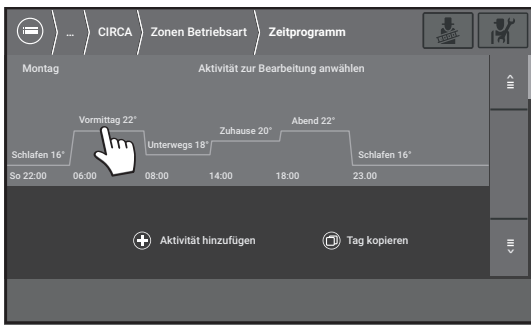 ... CIRCA Zonen Betriebsart Zeitprogramm
Montag Aktivität zur Bearbeitung anwählen
Vormittag 22° Abend 22°
Zuhause 20°
Unterwegs 18°
Schlafen 16° Schlafen 16°
So 22:00 06:00 08:00 14:00 18:00 23.00
Aktivität hinzufügen Tag kopieren